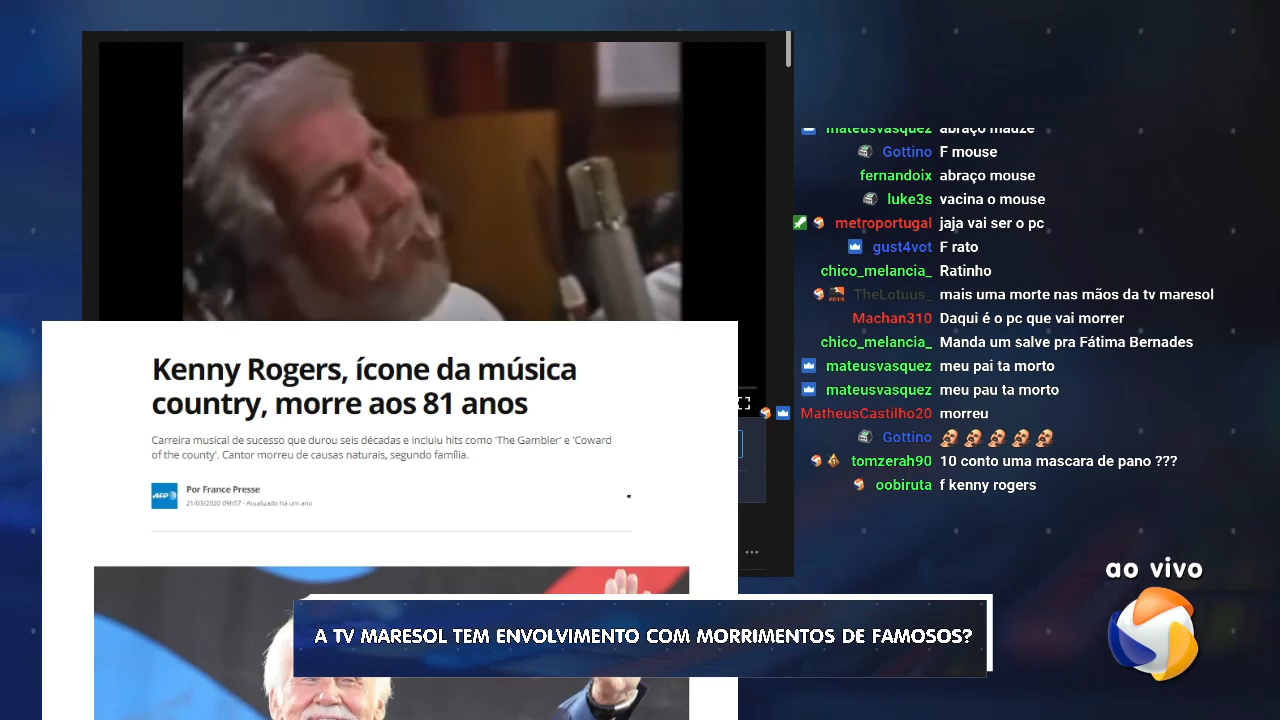 Kenny Rogers, ícone da música
country, morre aos 81 anos
Carreira musical de sucesso que durou seis décadas e incluiu hits como 'The Gambler' e 'Coward
of the county'. Cantor morreu de causas naturais, segundo família.
AFP
Por France Presse
21/03/2020 09h57 · Atualizado há um ano
A TV MARESOL TEM ENVOLVIMENTO COM MORRIMENTOS DE FAMOSOS?
mateusvasquez abraço mauze
Gottino F mouse
fernandoix abraço mouse
luke3s vacina o mouse
metroportugal jaja vai ser o pc
gust4vot F rato
chico_melancia_ Ratinho
TheLotuus_ mais uma morte nas mãos da tv maresol
Machan310 Daqui é o pc que vai morrer
chico_melancia_ Manda um salve pra Fátima Bernades
mateusvasquez meu pai ta morto
mateusvasquez meu pau ta morto
MatheusCastilho20 morreu
Gottino
tomzerah90 10 conto uma mascara de pano ???
oobiruta f kenny rogers
ao vivo